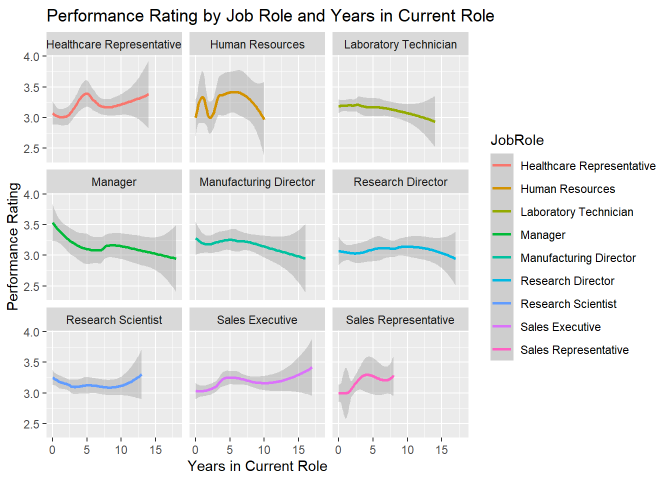 Performance Rating by Job Role and Years in Current Role
Healthcare Representative
Human Resources
Laboratory Technician
4.0
3.5
3.0
2.5
Manager
Manufacturing Director
Research Director
4.0
3.5
3.0
2.5
Research Scientist
Sales Executive
Sales Representative
4.0
3.5
3.0
2.5
0 5 10 15 0 5 10 15 0 5 10 15
Performance Rating
Years in Current Role
JobRole
Healthcare Representative
Human Resources
Laboratory Technician
Manager
Manufacturing Director
Research Director
Research Scientist
Sales Executive
Sales Representative